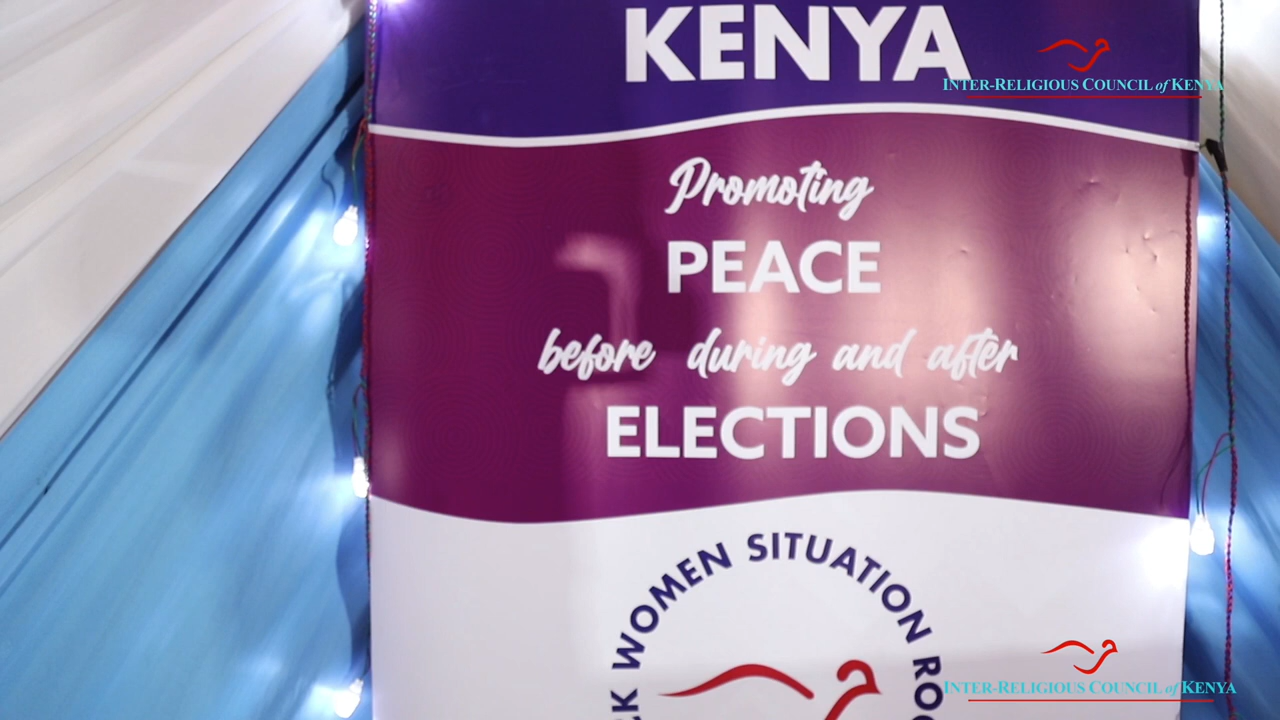 KENYA
INTER-RELIGIOUS COUNCIL of KENYA
Promoting
PEACE
before during and after
ELECTIONS
WOMEN SITUATION
INTER-RELIGIOUS COUNCIL of KENYA